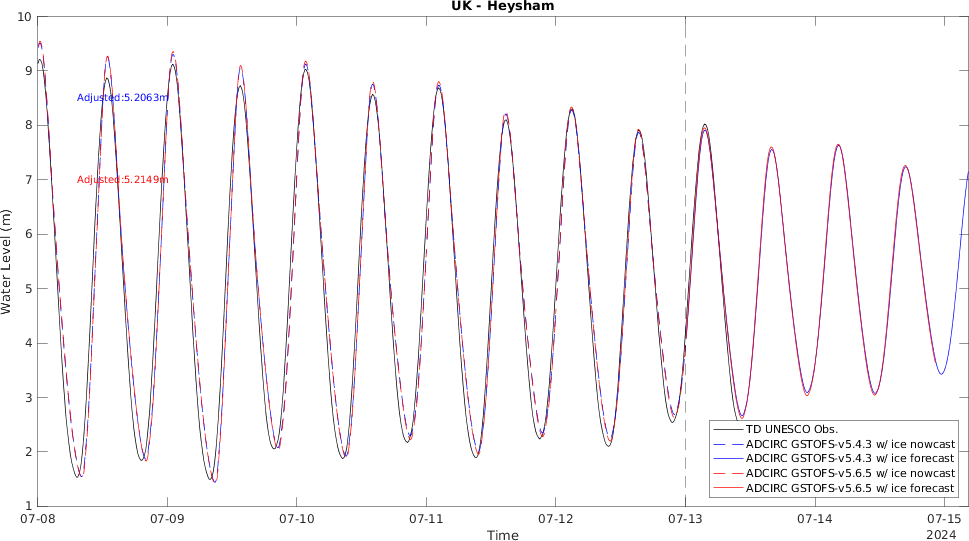 UK - Heysham
10
9
8
7
6
5
4
3
2
1
Water Level (m)
Adjusted:5.2063m
Adjusted:5.2149m
TD UNESCO Obs.
ADCIRC GSTOFS-v5.4.3 w/ ice nowcast
ADCIRC GSTOFS-v5.4.3 w/ ice forecast
ADCIRC GSTOFS-v5.6.5 w/ ice nowcast
ADCIRC GSTOFS-v5.6.5 w/ ice forecast
07-08 07-09 07-10 07-11 07-12 07-13 07-14 07-15
Time
2024